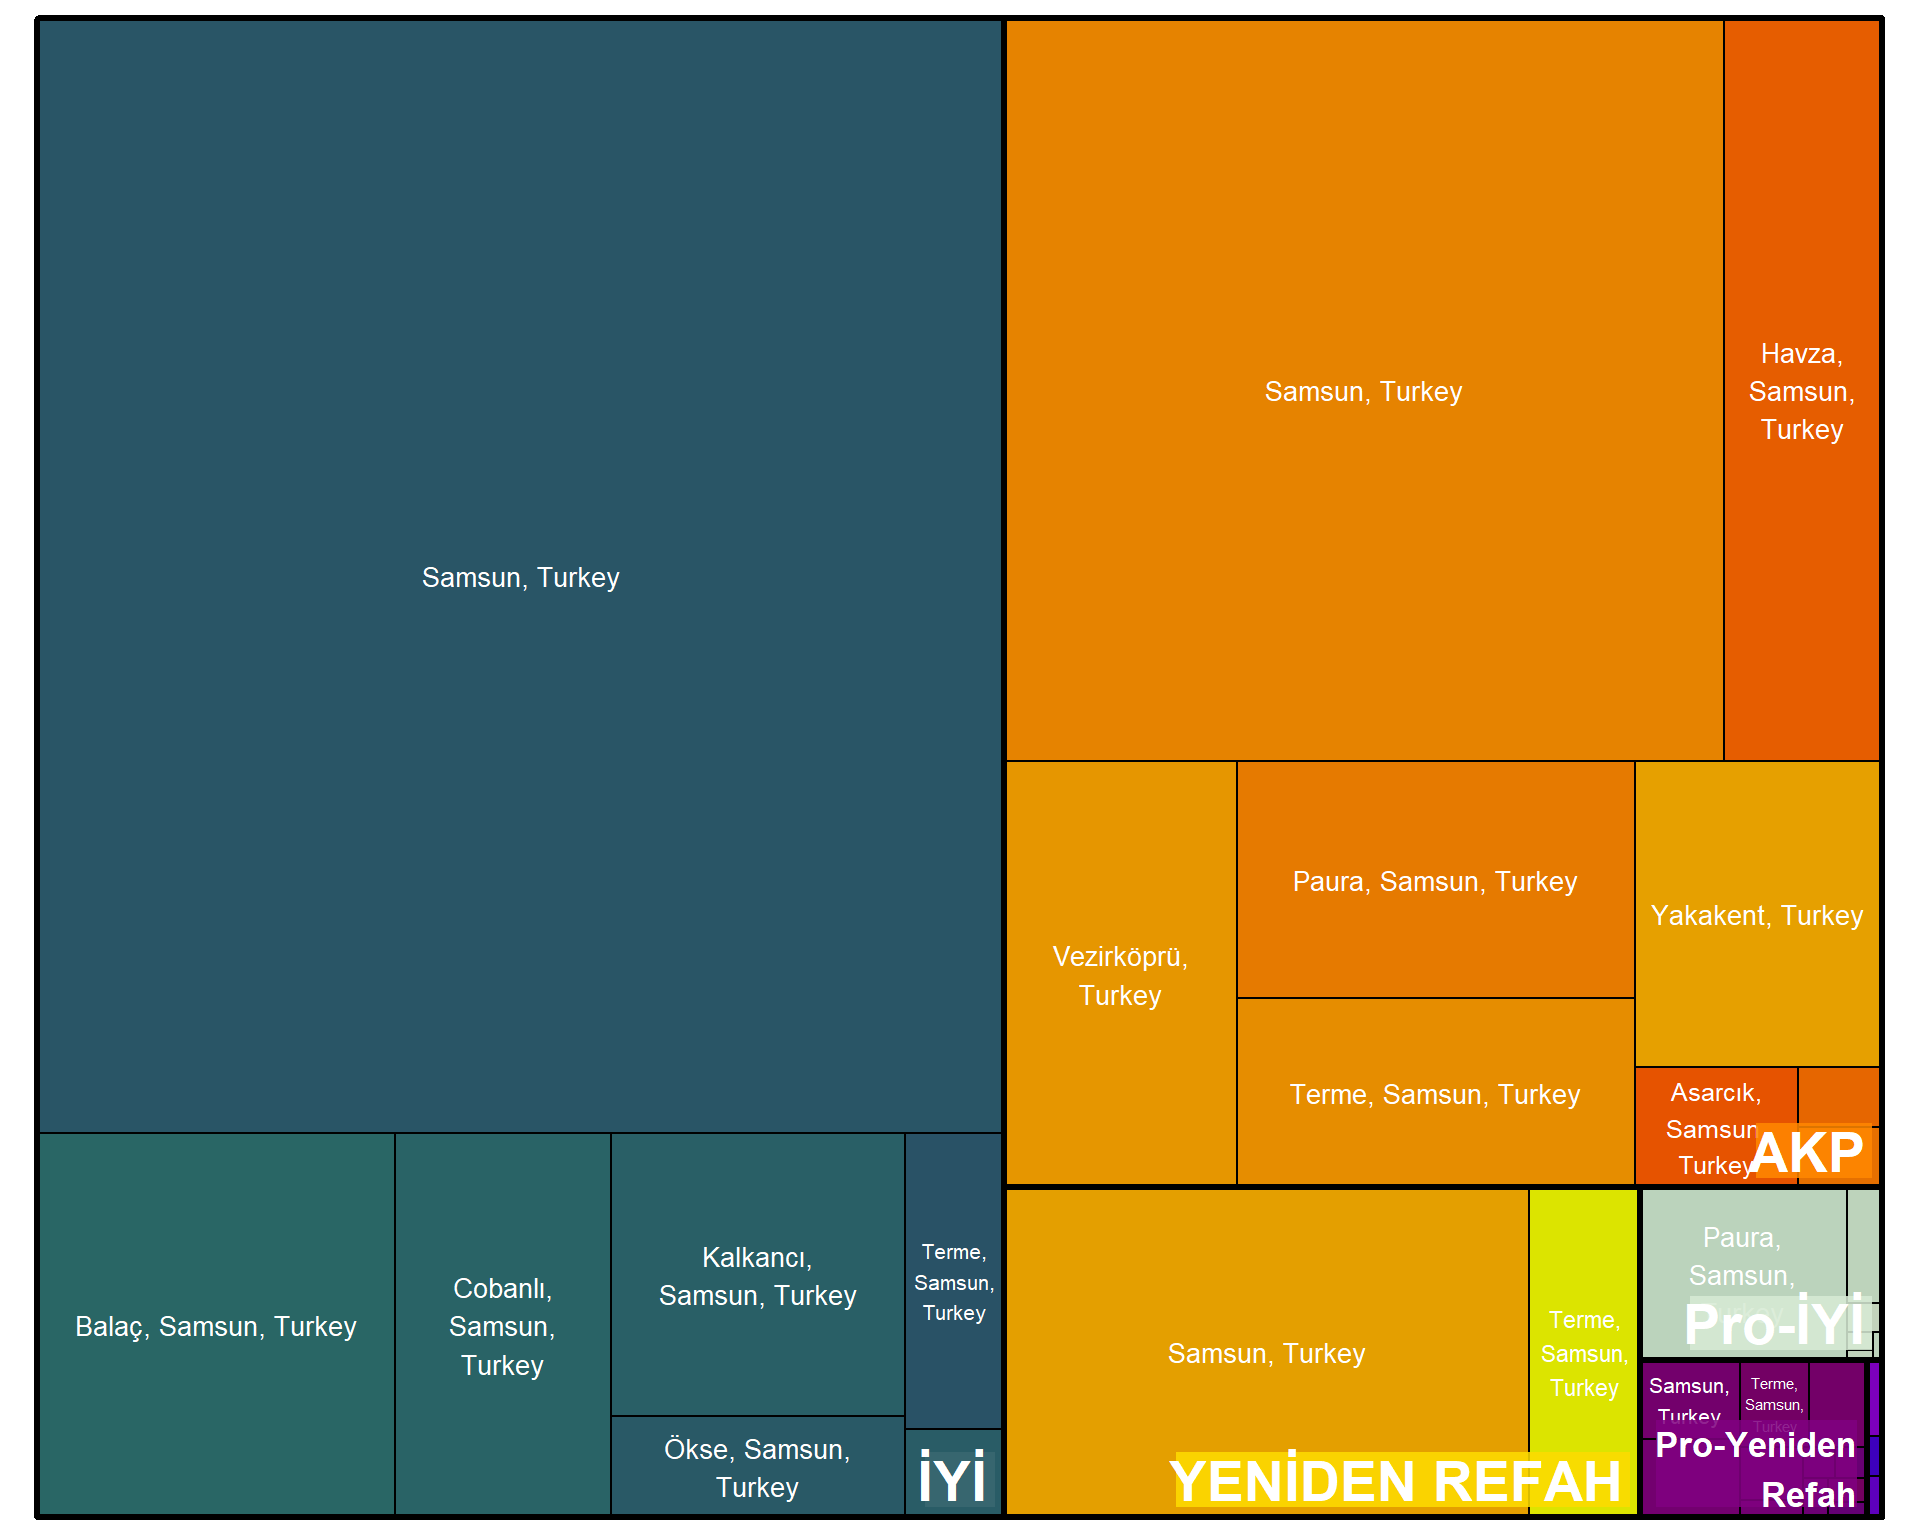 Samsun, Turkey
Balaç, Samsun, Turkey
Cobanlı,
Samsun,
Turkey
Kalkancı,
Samsun, Turkey
Ökse, Samsun,
Turkey
Terme,
Samsun,
Turkey
İYİ
Samsun, Turkey
Havza,
Samsun,
Turkey
Vezirköprü,
Turkey
Paura, Samsun, Turkey
Terme, Samsun, Turkey
Yakakent, Turkey
Asarcık,
Samsun,
Turkey
AKP
Samsun, Turkey
Terme,
Samsun,
Turkey
YENİDEN REFAH
Paura,
Samsun,
Turkey
Pro-İYİ
Samsun,
Turkey
Terme,
Samsun,
Turkey
Pro-Yeniden
Refah